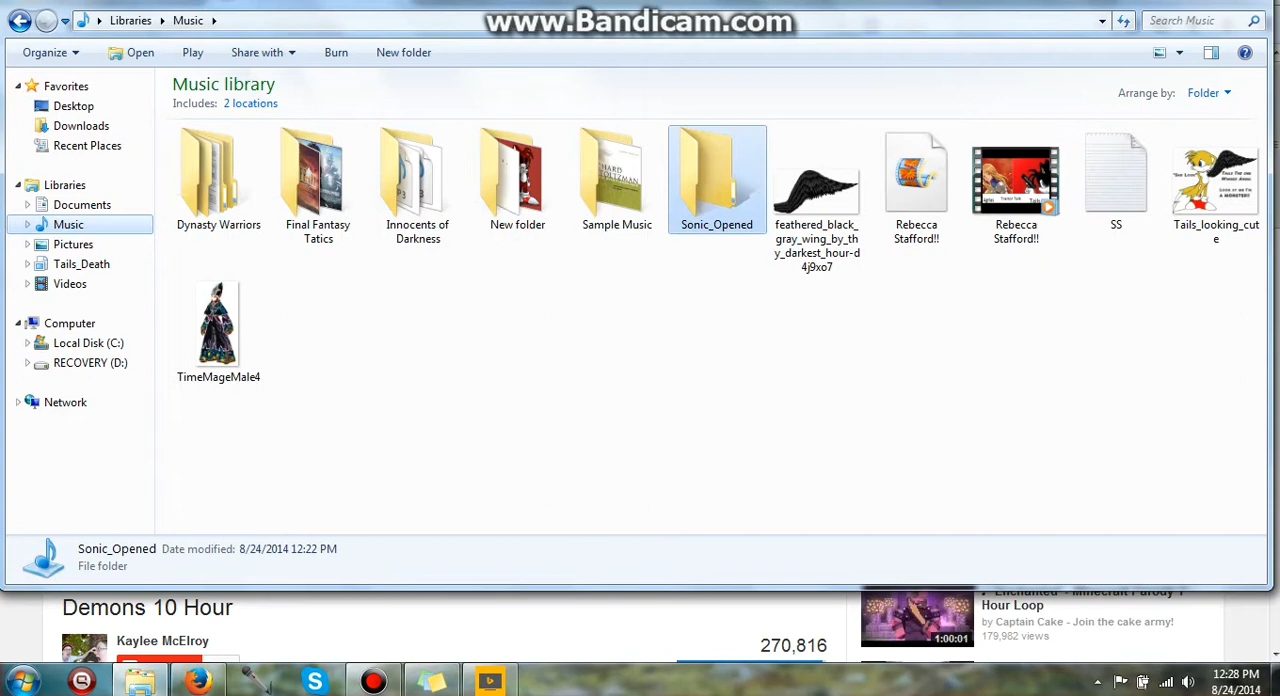 www.Bandicam.com
Libraries Music
Search Music
Organize Open Play Share with Burn New folder
Favorites
Desktop
Downloads
Recent Places
Libraries
Documents
Music
Pictures
Tails_Death
Videos
Computer
Local Disk (C:)
RECOVERY (D:)
Network
Music library
Includes: 2 locations
Arrange by: Folder
Dynasty Warriors
Final Fantasy
Tatics
Innocents of
Darkness
New folder
Sample Music
Sonic_Opened
feathered_black_
gray_wing_by_th
y_darkest_hour-d
4j9xo7
Rebecca
Stafford!!
Rebecca
Stafford!!
SS
Tails_looking_cut
e
TimeMageMale4
Sonic_Opened Date modified: 8/24/2014 12:22 PM
File folder
Demons 10 Hour
Kaylee McElroy
270,816
Hour Loop
by Captain Cake - Join the cake army!
179,982 views
1:00:01
12:28 PM
8/24/2014